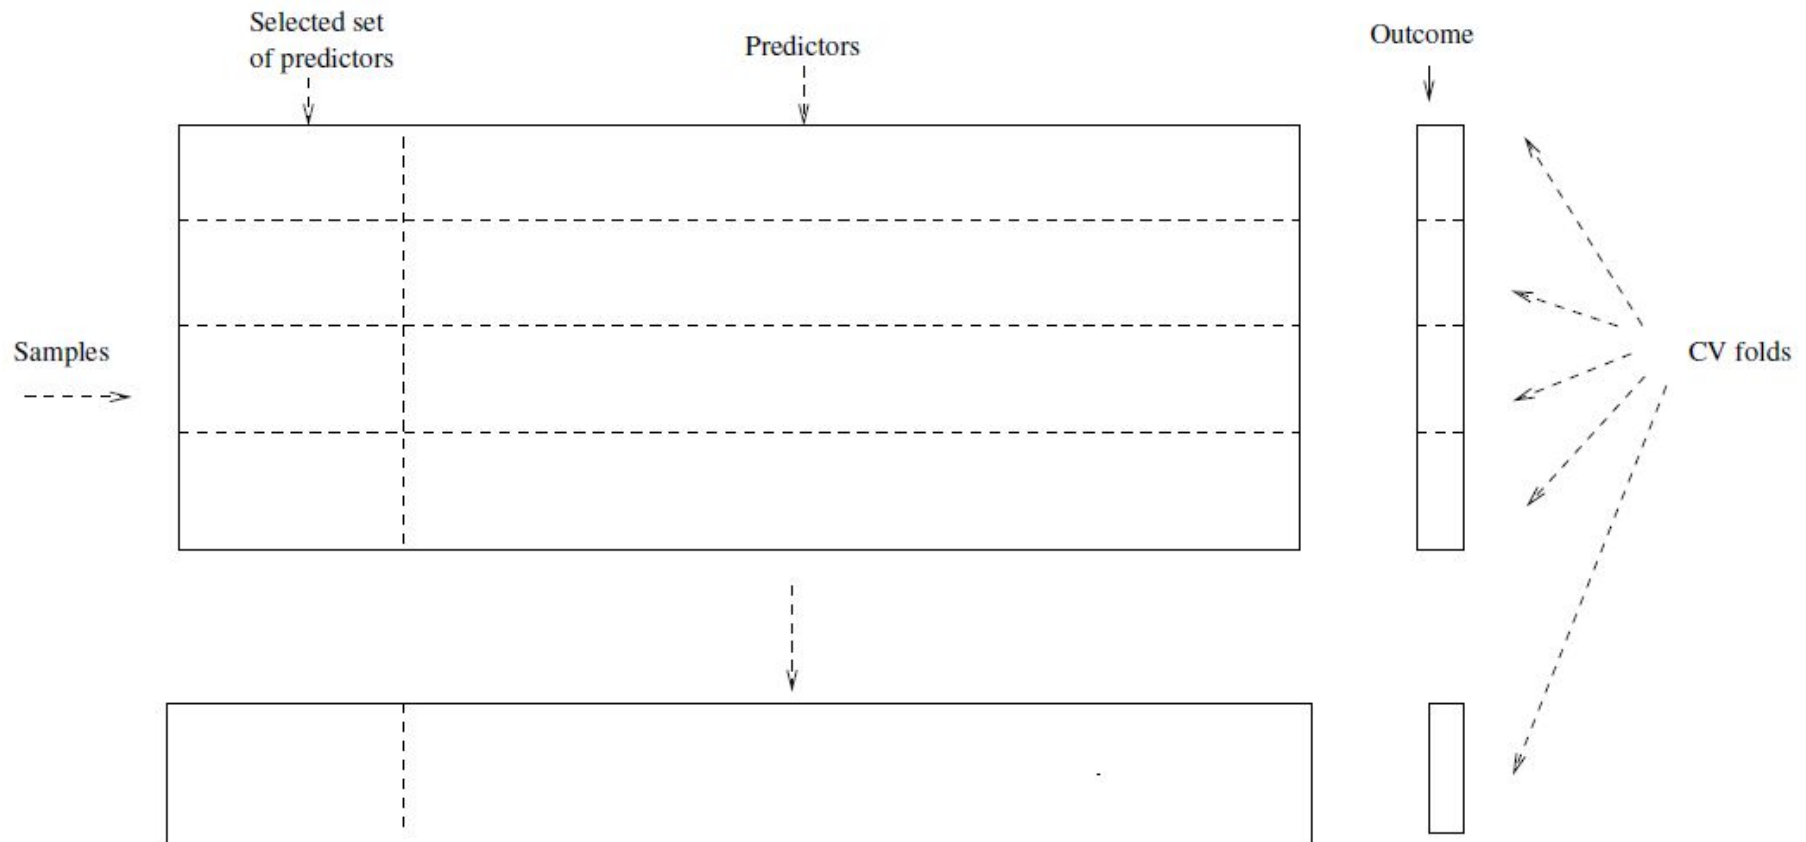 Selected set
of predictors
Predictors
Outcome
Samples
CV folds